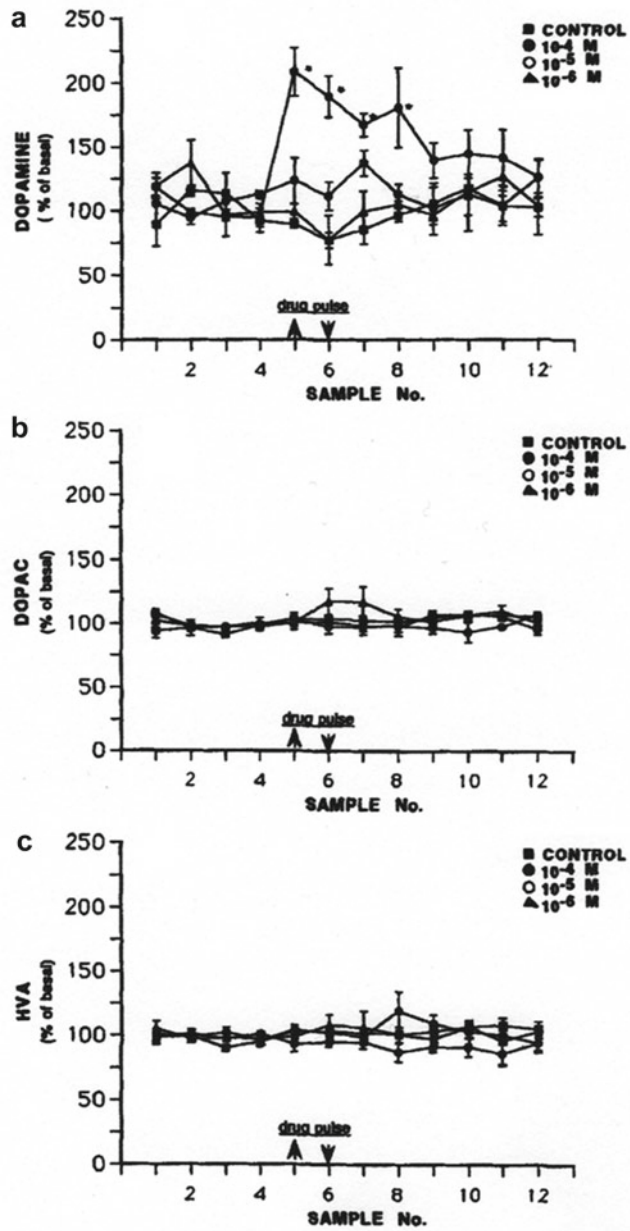 a
250
200
150
100
50
0
DOPAMINE
( % of basal)
■ CONTROL
● 10-4 M
○ 10-5 M
▲ 10-6 M
*
*
*
*
drug pulse
2 4 6 8 10 12
SAMPLE No.
b
250
200
150
100
50
0
DOPAC
(% of basal)
■ CONTROL
● 10-4 M
○ 10-5 M
▲ 10-6 M
drug pulse
2 4 6 8 10 12
SAMPLE No.
c
250
200
150
100
50
0
HVA
(% of basal)
■ CONTROL
● 10-4 M
○ 10-5 M
▲ 10-6 M
drug pulse
2 4 6 8 10 12
SAMPLE No.